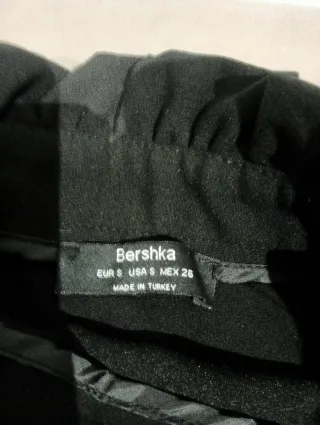 Bershka
EUR S USA S MEX 26
MADE IN TURKEY